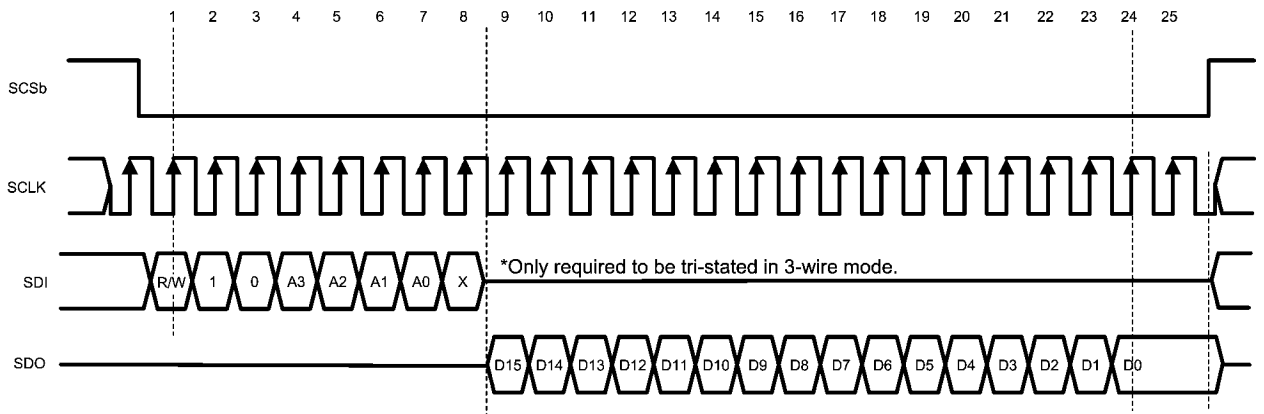 1 2 3 4 5 6 7 8 9 10 11 12 13 14 15 16 17 18 19 20 21 22 23 24 25
SCSb
SCLK
SDI R/W 1 0 A3 A2 A1 A0 X *Only required to be tri-stated in 3-wire mode.
SDO D15 D14 D13 D12 D11 D10 D9 D8 D7 D6 D5 D4 D3 D2 D1 D0